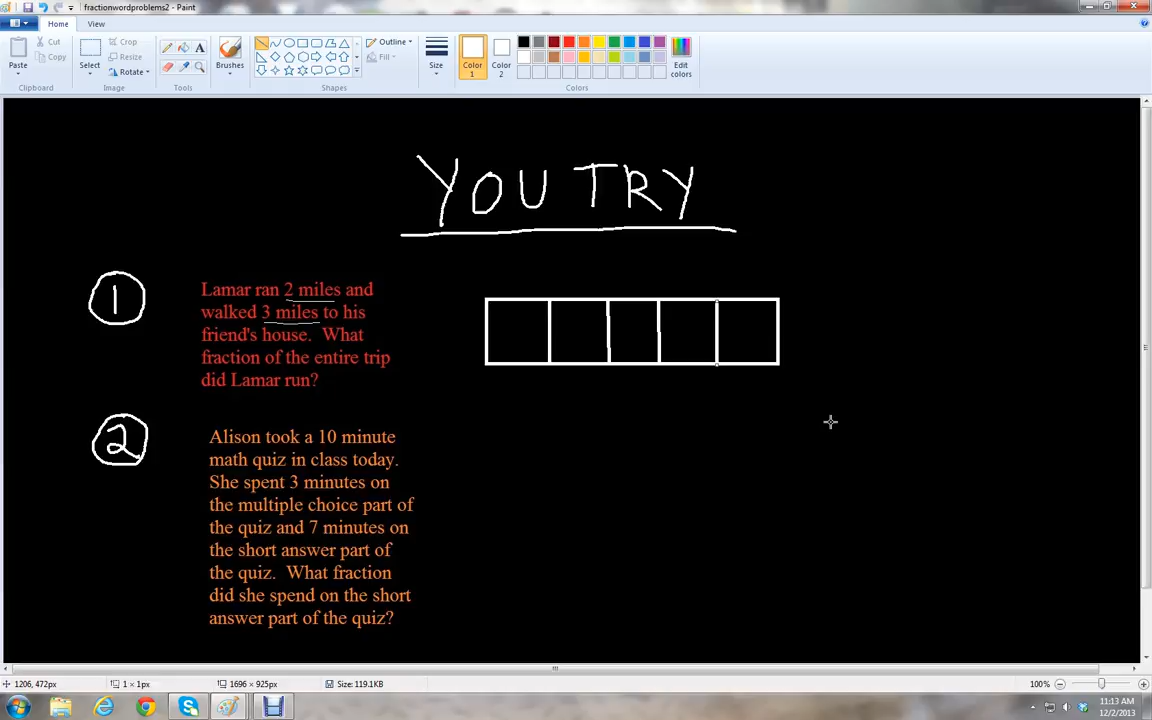 fractionwordproblems2 - Paint
Home View
Paste
Cut
Copy
Clipboard
Select
Crop
Resize
Rotate
Image
A
Tools
Brushes
Outline
Fill
Shapes
Size
Color 1
Color 2
Edit colors
Colors
YOU TRY
1
Lamar ran 2 miles and
walked 3 miles to his
friend's house. What
fraction of the entire trip
did Lamar run?
2
Alison took a 10 minute
math quiz in class today.
She spent 3 minutes on
the multiple choice part of
the quiz and 7 minutes on
the short answer part of
the quiz. What fraction
did she spend on the short
answer part of the quiz?
1206, 472px 1 × 1px 1696 × 925px Size: 119.1KB 100%
11:13 AM
12/2/2013